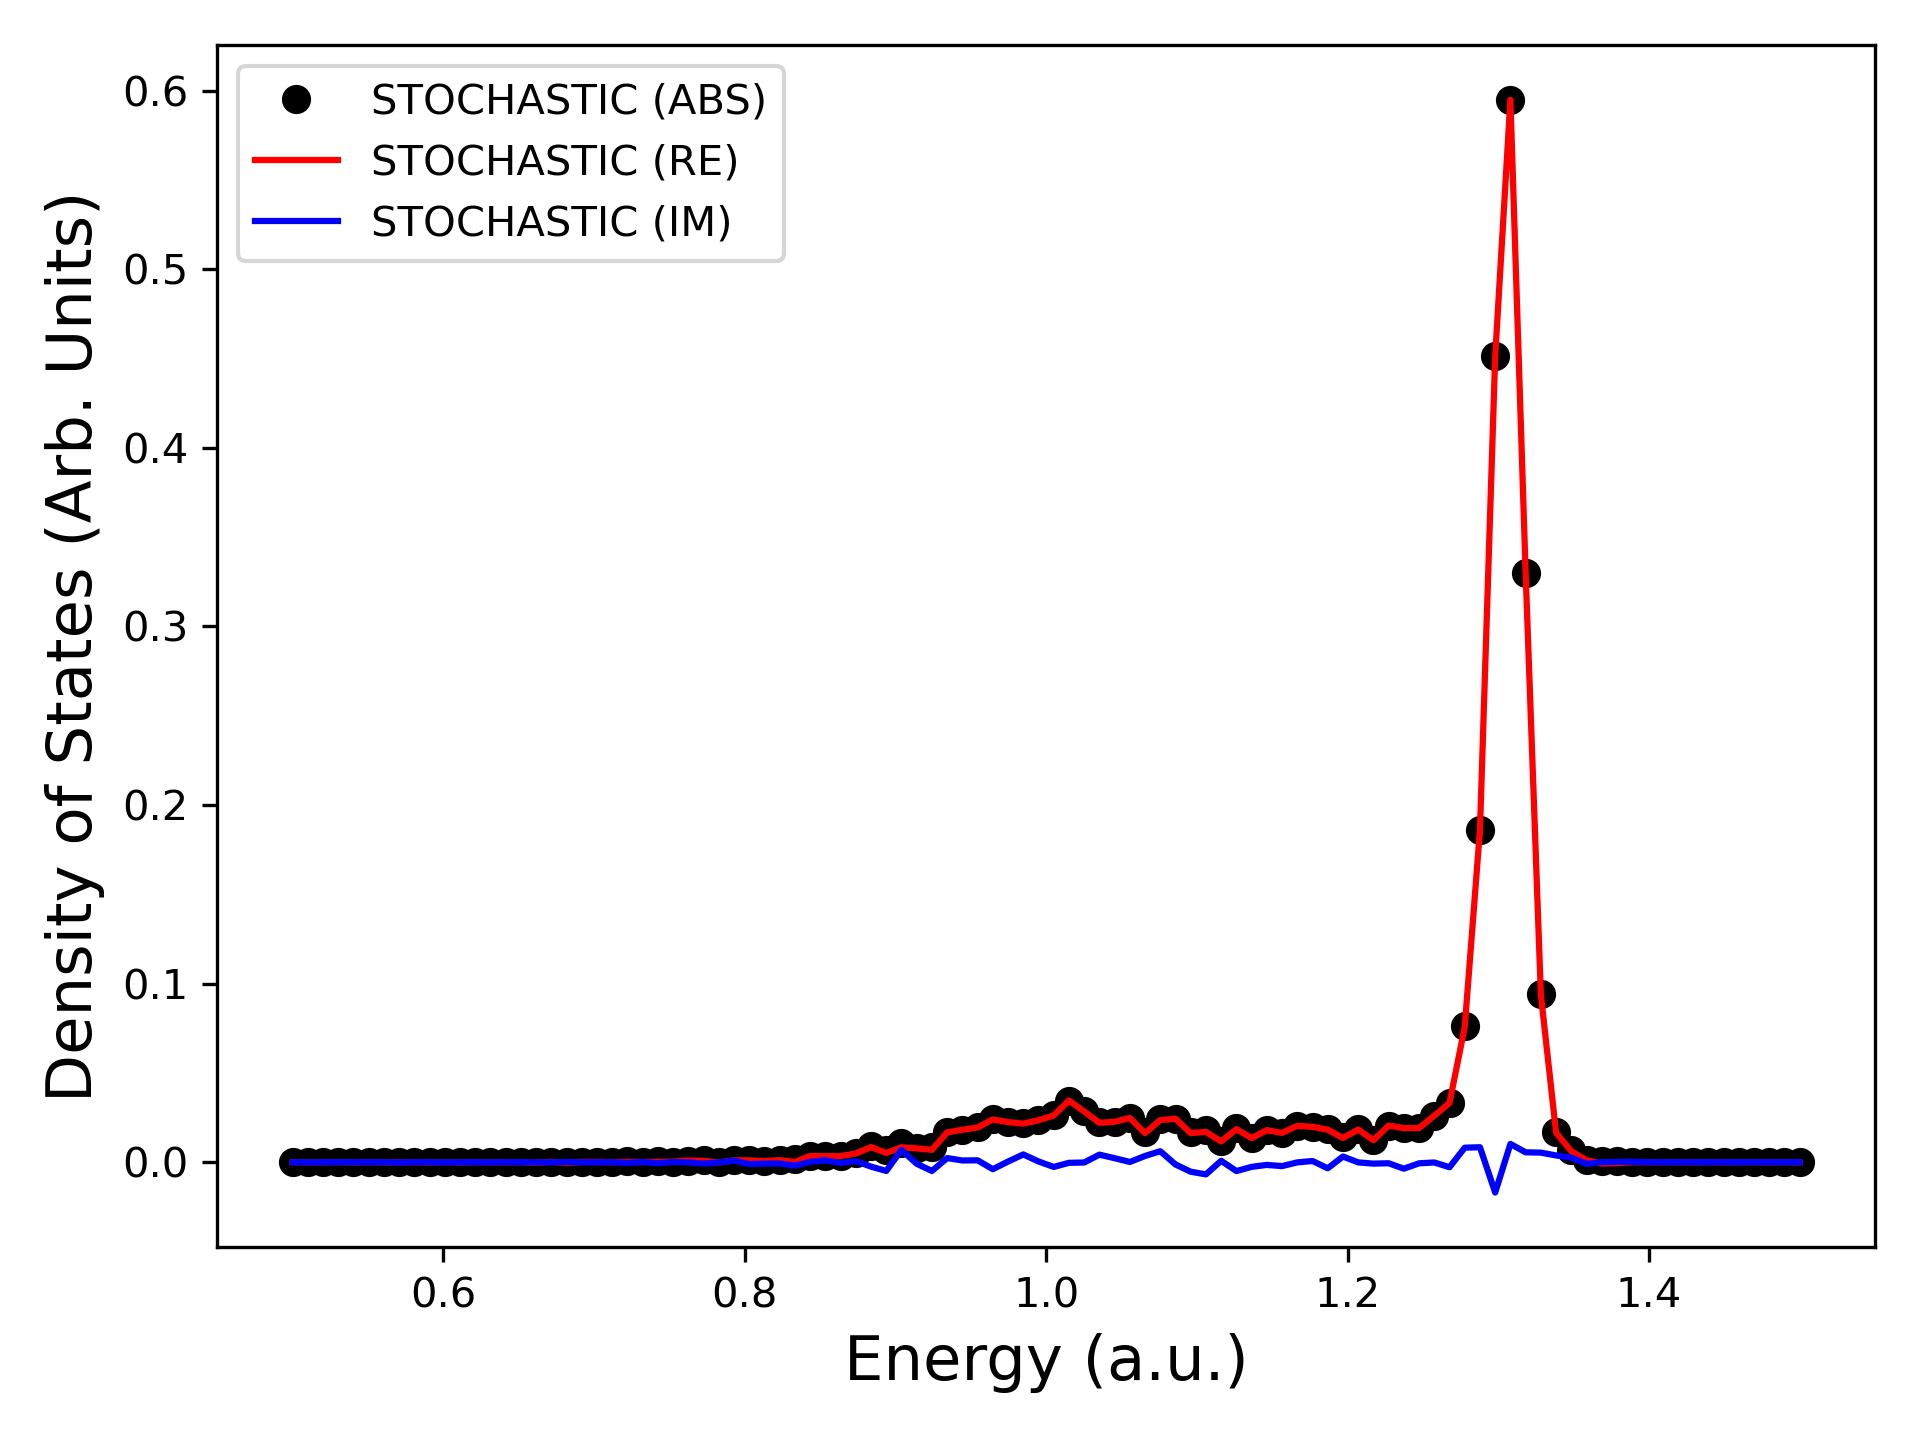 STOCHASTIC (ABS)
STOCHASTIC (RE)
STOCHASTIC (IM)
Density of States (Arb. Units)
0.6
0.5
0.4
0.3
0.2
0.1
0.0
0.6 0.8 1.0 1.2 1.4
Energy (a.u.)